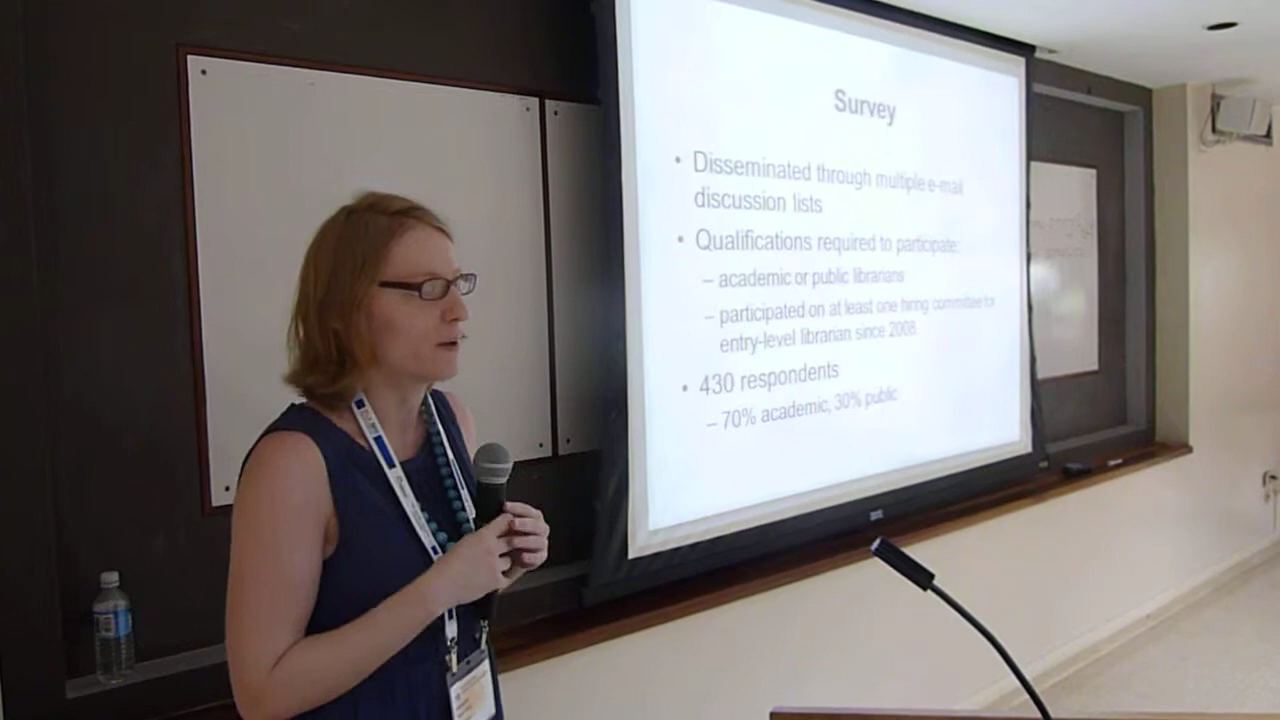 Survey
• Disseminated through multiple e-mail
discussion lists
• Qualifications required to participate:
– academic or public librarians
– participated on at least one hiring committee for
entry-level librarian since 2008
• 430 respondents
– 70% academic, 30% public